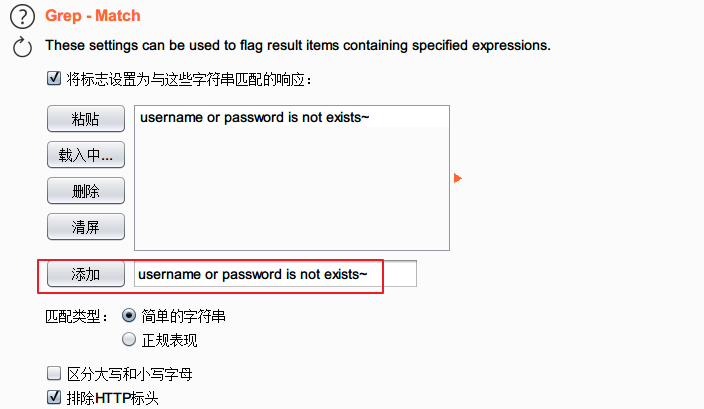 Grep - Match
These settings can be used to flag result items containing specified expressions.
将标志设置为与这些字符串匹配的响应：
粘贴
username or password is not exists~
载入中...
删除
清屏
添加
username or password is not exists~
匹配类型：
简单的字符串
正规表现
区分大写和小写字母
排除HTTP标头